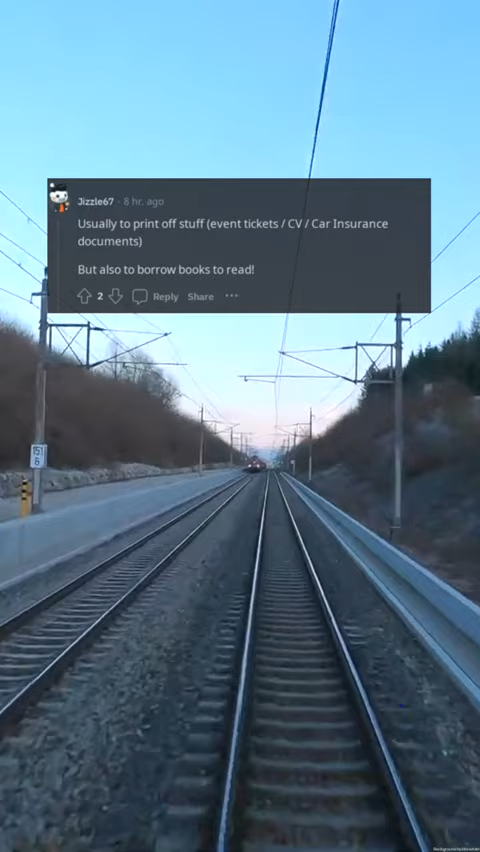 Jizzle67 · 8 hr. ago
Usually to print off stuff (event tickets / CV / Car Insurance
documents)
But also to borrow books to read!
2 Reply Share ···
151
6